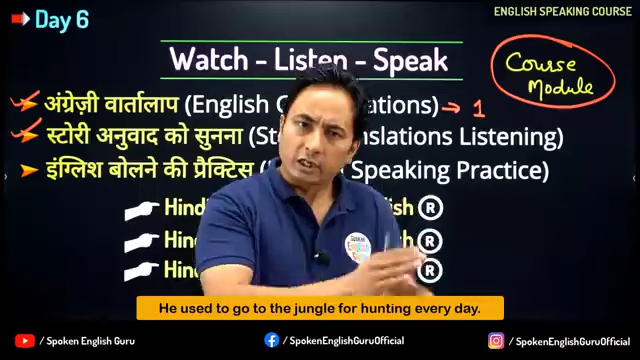 Day 6
ENGLISH SPEAKING COURSE
Watch – Listen – Speak
Course Module
अंग्रेज़ी वार्तालाप (English C ations) → 1
स्टोरी अनुवाद को सुनना (St anslations Listening)
इंग्लिश बोलने की प्रैक्टिस ( Speaking Practice)
Hind ish R
Hin R
Hin R
He used to go to the jungle for hunting every day.
/ Spoken English Guru
/ SpokenEnglishGuruOfficial
/ SpokenEnglishGuruOfficial